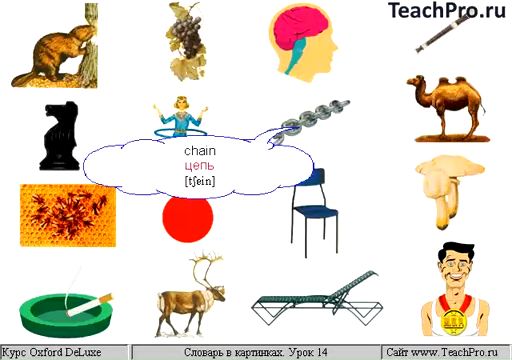 TeachPro.ru
chain
цепь
[tʃein]
Курс Oxford DeLuxe
Словарь в картинках. Урок 14
Сайт www.TeachPro.ru